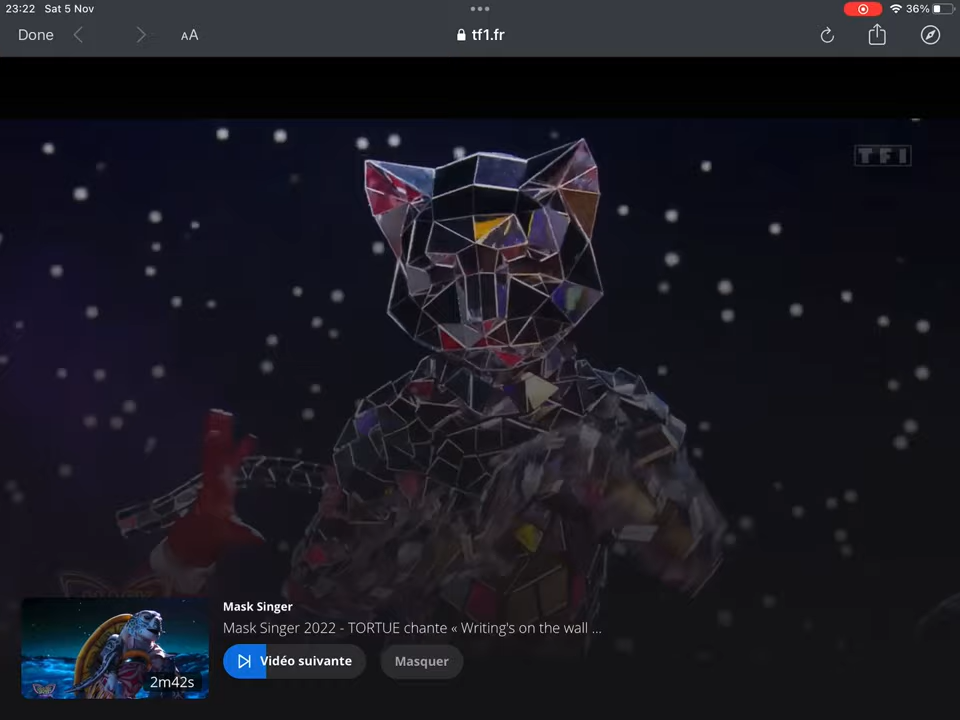 23:22 Sat 5 Nov
36%
Done
AA
tf1.fr
TF1
Mask Singer
Mask Singer 2022 - TORTUE chante « Writing's on the wall ...
2m42s
Vidéo suivante
Masquer